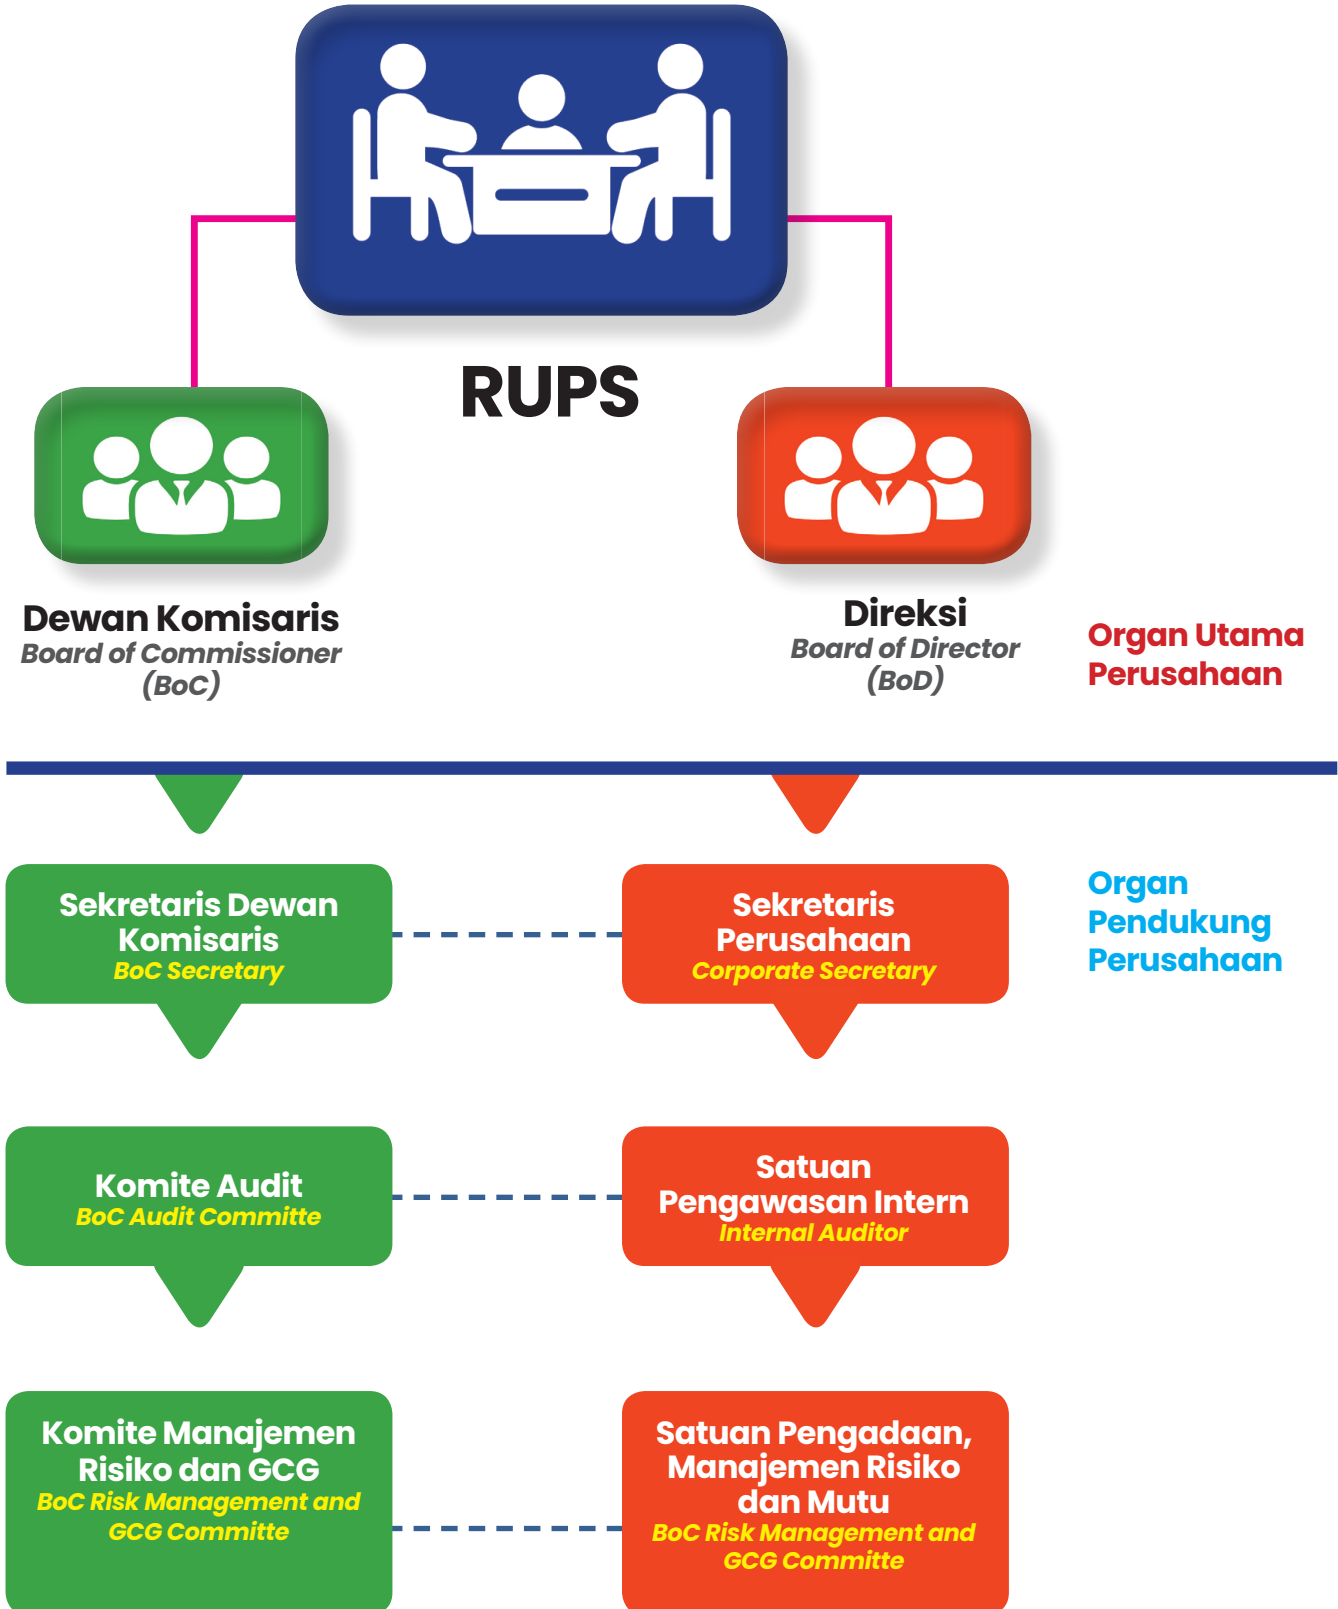 RUPS
Dewan Komisaris
Board of Commissioner
(BoC)
Direksi
Board of Director
(BoD)
Organ Utama
Perusahaan
Sekretaris Dewan
Komisaris
BoC Secretary
Sekretaris
Perusahaan
Corporate Secretary
Organ
Pendukung
Perusahaan
Komite Audit
BoC Audit Committe
Satuan
Pengawasan Intern
Internal Auditor
Komite Manajemen
Risiko dan GCG
BoC Risk Management and
GCG Committe
Satuan Pengadaan,
Manajemen Risiko
dan Mutu
BoC Risk Management and
GCG Committe